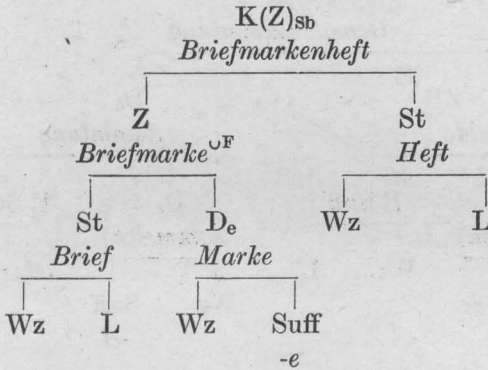 K(Z)Sb
Briefmarkenheft
Z St
Briefmarke∪F Heft
St De Wz L
Brief Marke
Wz L Wz Suff
-e